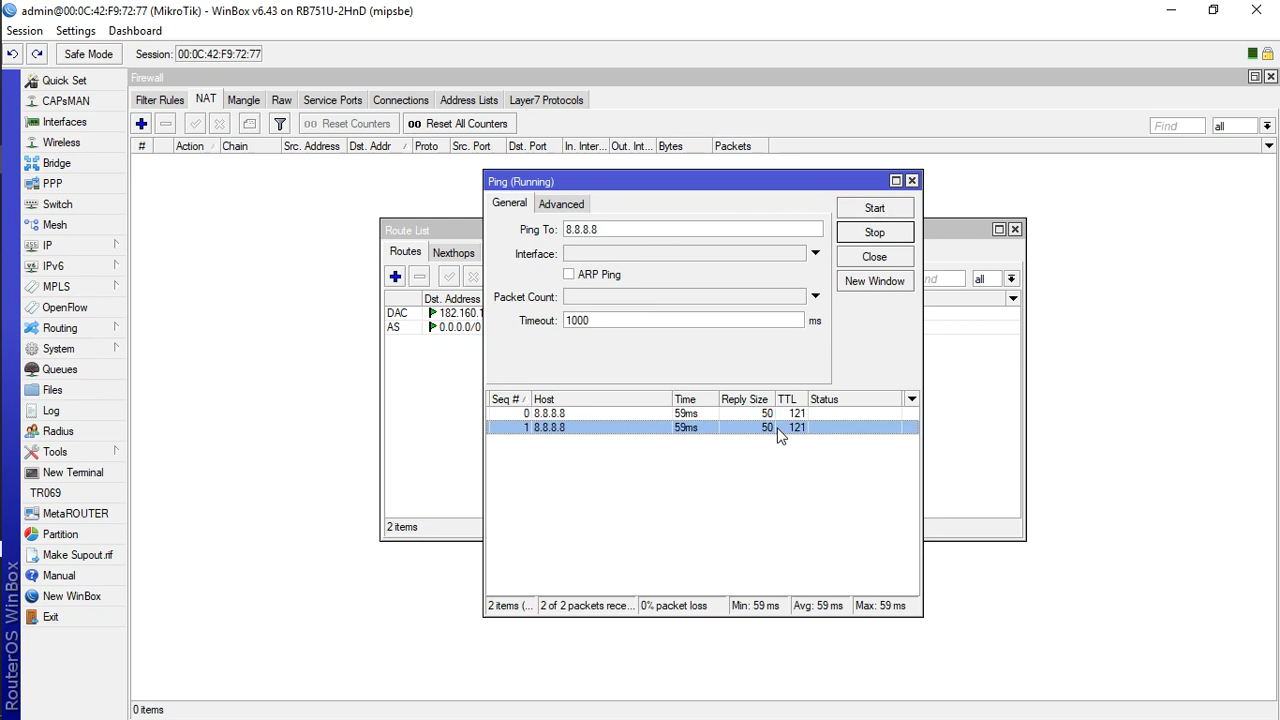 admin@00:0C:42:F9:72:77 (MikroTik) - WinBox v6.43 on RB751U-2HnD (mipsbe)
Session Settings Dashboard
Safe Mode Session: 00:0C:42:F9:72:77
Quick Set
CAPsMAN
Interfaces
Wireless
Bridge
PPP
Switch
Mesh
IP
IPv6
MPLS
OpenFlow
Routing
System
Queues
Files
Log
Radius
Tools
New Terminal
TR069
MetaROUTER
Partition
Make Supout.rif
Manual
New WinBox
Exit
RouterOS WinBox
Firewall
Filter Rules NAT Mangle Raw Service Ports Connections Address Lists Layer7 Protocols
00 Reset Counters 00 Reset All Counters Find all
# Action Chain Src. Address Dst. Addr Proto Src. Port Dst. Port In. Inter... Out. Int... Bytes Packets
Route List
Routes Nexthops
all
Dst. Address
DAC 182.160.1
AS 0.0.0.0/0
2 items
Ping (Running)
General Advanced
Ping To: 8.8.8.8
Interface:
ARP Ping
Packet Count:
Timeout: 1000 ms
Start
Stop
Close
New Window
Seq # Host Time Reply Size TTL Status
0 8.8.8.8 59ms 50 121
1 8.8.8.8 59ms 50 121
2 items (... 2 of 2 packets rece... 0% packet loss Min: 59 ms Avg: 59 ms Max: 59 ms
0 items